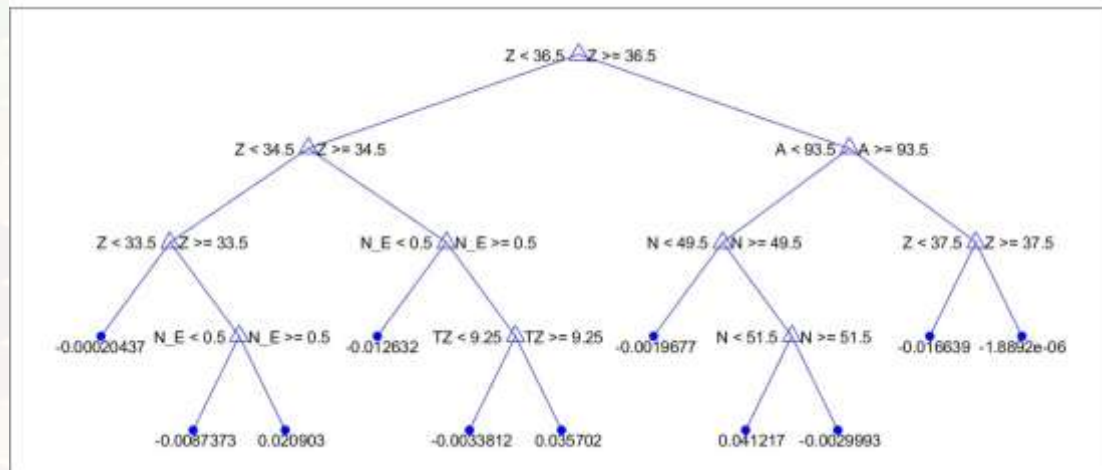 Z < 36.5 Z >= 36.5
Z < 34.5 Z >= 34.5 A < 93.5 A >= 93.5
Z < 33.5 Z >= 33.5 N_E < 0.5 N_E >= 0.5 N < 49.5 N >= 49.5 Z < 37.5 Z >= 37.5
-0.00020437 N_E < 0.5 N_E >= 0.5 -0.012632 TZ < 9.25 TZ >= 9.25 -0.0019677 N < 51.5 N >= 51.5 -0.016639 -1.8892e-06
-0.0087373 0.020903 -0.0033812 0.035702 0.041217 -0.0029993